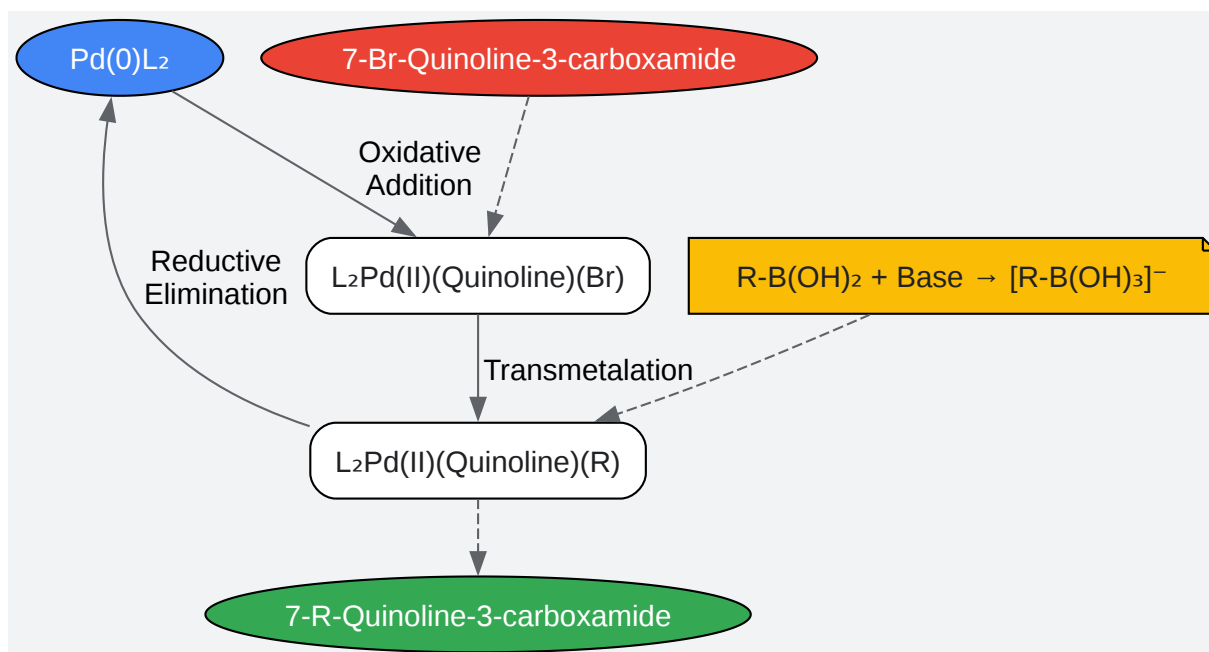 Pd(0)L₂
7-Br-Quinoline-3-carboxamide
Oxidative
Addition
Reductive
Elimination
L₂Pd(II)(Quinoline)(Br)
R-B(OH)₂ + Base → [R-B(OH)₃]⁻
Transmetalation
L₂Pd(II)(Quinoline)(R)
7-R-Quinoline-3-carboxamide